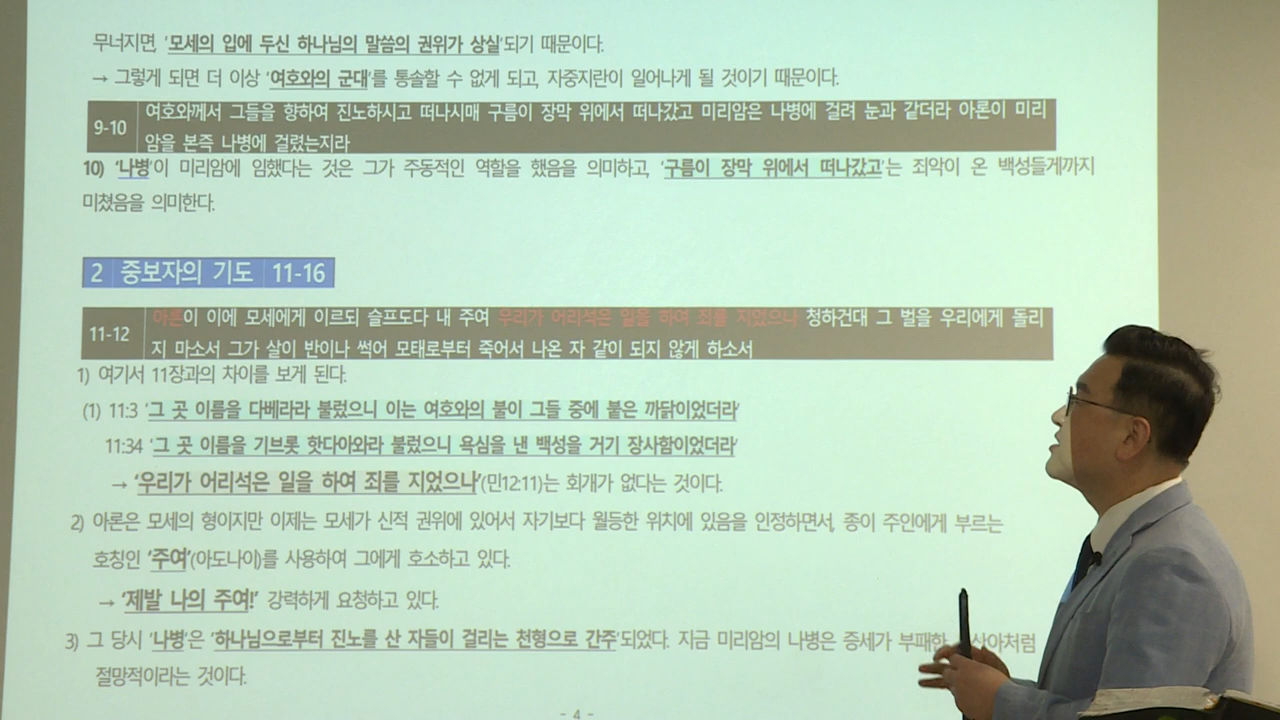 무너지면, '모세의 입에 두신 하나님의 말씀의 권위가 상실'되기 때문이다.
→ 그렇게 되면 더 이상 '여호와의 군대'를 통솔할 수 없게 되고, 자중지란이 일어나게 될 것이기 때문이다.
9-10 여호와께서 그들을 향하여 진노하시고 떠나시매 구름이 장막 위에서 떠나갔고 미리암은 나병에 걸려 눈과 같더라 아론이 미리
암을 본즉 나병에 걸렸는지라
10) '나병'이 미리암에 임했다는 것은 그가 주동적인 역할을 했음을 의미하고, '구름이 장막 위에서 떠나갔고'는 죄악이 온 백성들게까지
미쳤음을 의미한다.
2 중보자의 기도 11-16
11-12 아론이 이에 모세에게 이르되 슬프도다 내 주여 우리가 어리석은 일을 하여 죄를 지었으나 청하건대 그 벌을 우리에게 돌리
지 마소서 그가 살이 반이나 썩어 모태로부터 죽어서 나온 자 같이 되지 않게 하소서
1) 여기서 11장과의 차이를 보게 된다.
(1) 11:3 '그 곳 이름을 다베라라 불렀으니 이는 여호와의 불이 그들 중에 붙은 까닭이었더라'
11:34 '그 곳 이름을 기브롯 핫다아와라 불렀으니 욕심을 낸 백성을 거기 장사함이었더라'
→ '우리가 어리석은 일을 하여 죄를 지었으나'(민12:11)는 회개가 없다는 것이다.
2) 아론은 모세의 형이지만 이제는 모세가 신적 권위에 있어서 자기보다 월등한 위치에 있음을 인정하면서, 종이 주인에게 부르는
호칭인 '주여'(아도나이)를 사용하여 그에게 호소하고 있다.
→ '제발 나의 주여!' 강력하게 요청하고 있다.
3) 그 당시 '나병'은 '하나님으로부터 진노를 산 자들이 걸리는 천형으로 간주'되었다. 지금 미리암의 나병은 증세가 부패한 산아처럼
절망적이라는 것이다.
- 4 -